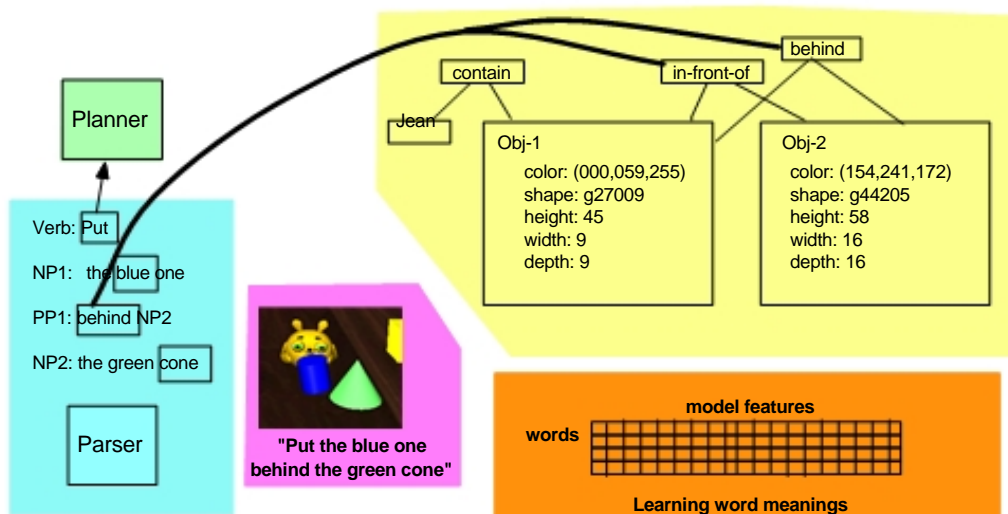 behind
contain
in-front-of
Jean
Planner
Obj-1
color: (000,059,255)
shape: g27009
height: 45
width: 9
depth: 9
Obj-2
color: (154,241,172)
shape: g44205
height: 58
width: 16
depth: 16
Verb: Put
NP1: the blue one
PP1: behind NP2
NP2: the green cone
Parser
"Put the blue one
behind the green cone"
model features
words
Learning word meanings